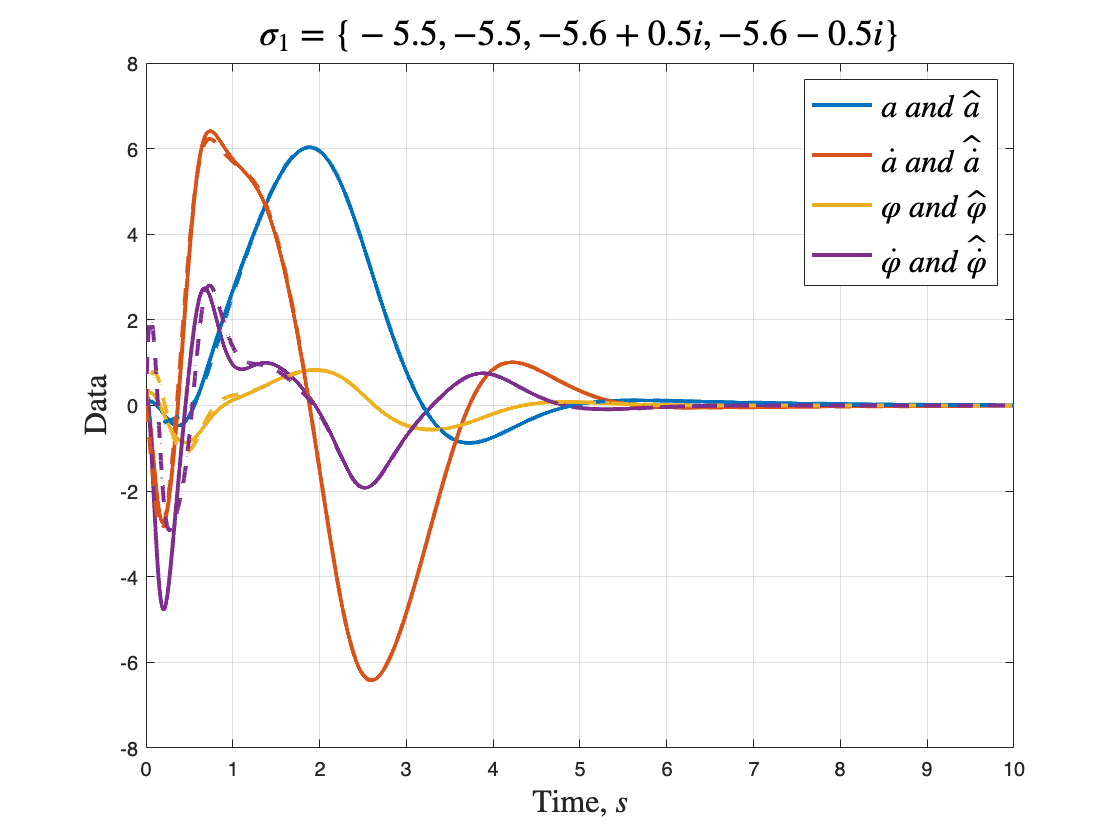 σ₁ = { − 5.5, −5.5, −5.6 + 0.5i, −5.6 − 0.5i}
8
6
4
2
0
-2
-4
-6
-8
Data
a and â
ȧ and ȧ̂
φ and φ̂
φ̇ and φ̇̂
0 1 2 3 4 5 6 7 8 9 10
Time, s